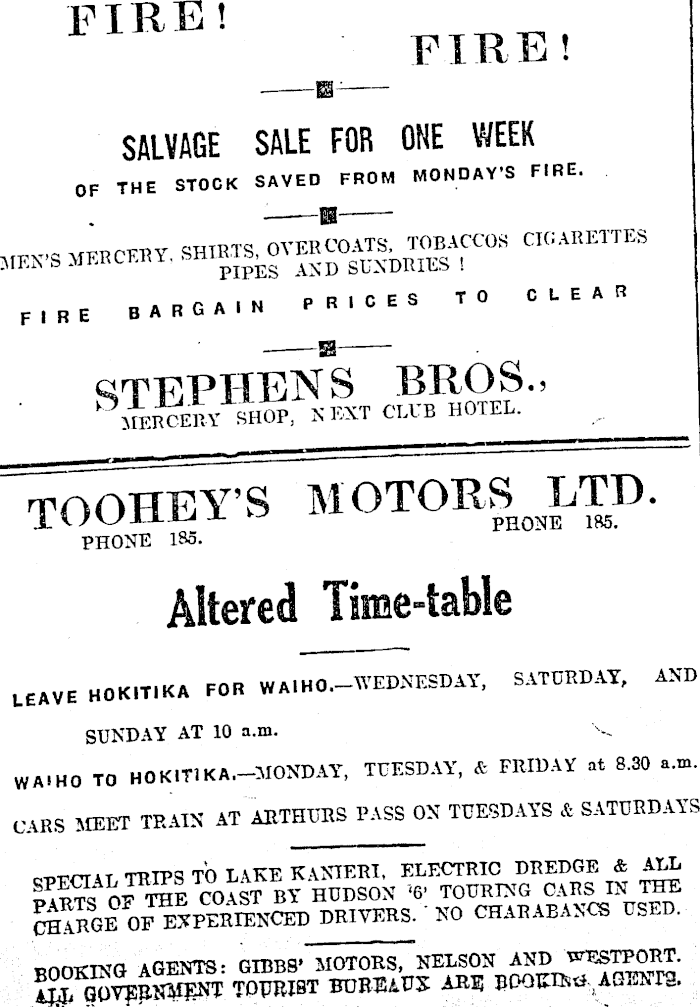 FIRE!
FIRE!
SALVAGE SALE FOR ONE WEEK
OF THE STOCK SAVED FROM MONDAY'S FIRE.
MEN'S MERCERY, SHIRTS, OVERCOATS, TOBACCOS CIGARETTES
PIPES AND SUNDRIES !
FIRE BARGAIN PRICES TO CLEAR
STEPHENS BROS.,
MERCERY SHOP, NEXT CLUB HOTEL.
TOOHEY'S MOTORS LTD.
PHONE 185. PHONE 185.
Altered Time-table
LEAVE HOKITIKA FOR WAIHO.—WEDNESDAY, SATURDAY, AND
SUNDAY AT 10 a.m.
WAIHO TO HOKITIKA.—MONDAY, TUESDAY, & FRIDAY at 8.30 a.m.
CARS MEET TRAIN AT ARTHURS PASS ON TUESDAYS & SATURDAYS
SPECIAL TRIPS TO LAKE KANIERI, ELECTRIC DREDGE & ALL
PARTS OF THE COAST BY HUDSON '6' TOURING CARS IN THE
CHARGE OF EXPERIENCED DRIVERS. NO CHARABANCS USED.
BOOKING AGENTS: GIBBS' MOTORS, NELSON AND WESTPORT.
ALL GOVERNMENT TOURIST BUREAUX ARE BOOKING AGENTS.